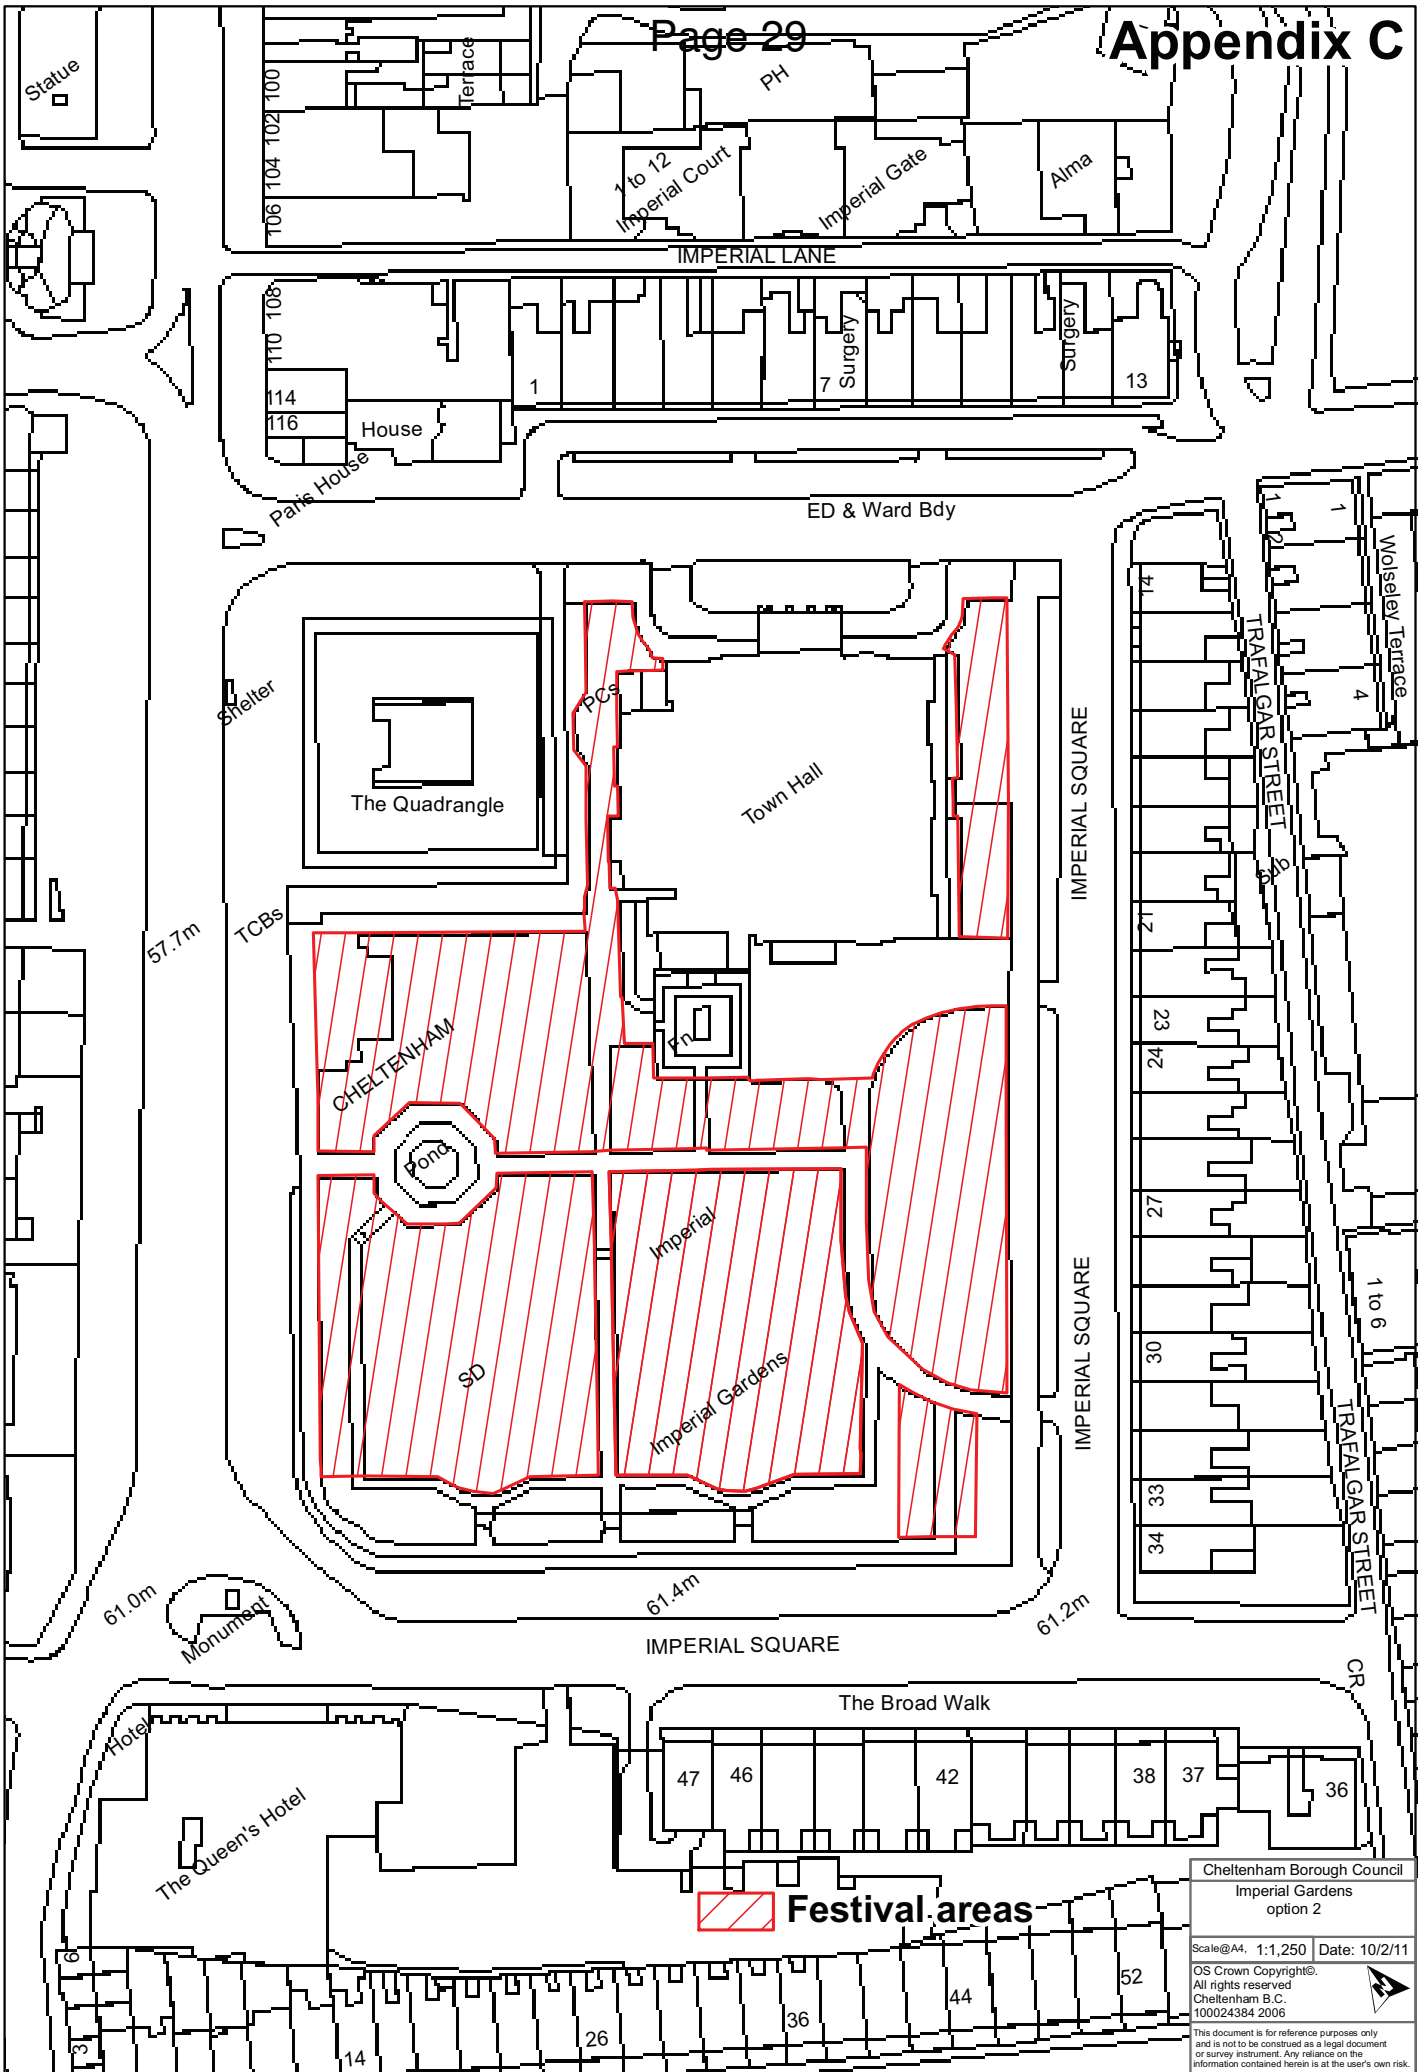 Page 29
Appendix C
Statue
100
102
104
106
Terrace
PH
1 to 12
Imperial Court
Imperial Gate
Alma
IMPERIAL LANE
108
110
114
116
House
Paris House
1
7
Surgery
Surgery
13
ED & Ward Bdy
Shelter
The Quadrangle
PCs
Town Hall
IMPERIAL SQUARE
14
TRAFALGAR STREET
1
2
1
4
Wolseley Terrace
Sub
57.7m
TCBs
CHELTENHAM
Fn
Pond
21
23
24
27
30
33
34
1 to 6
Imperial
Imperial Gardens
SD
IMPERIAL SQUARE
TRAFALGAR STREET
61.0m
Monument
61.4m
61.2m
IMPERIAL SQUARE
CR
The Broad Walk
Hotel
The Queen's Hotel
47
46
42
38
37
36
Festival areas
6
3
14
26
36
44
52
Cheltenham Borough Council
Imperial Gardens
option 2
Scale@A4, 1:1,250
Date: 10/2/11
OS Crown Copyright©.
All rights reserved
Cheltenham B.C.
100024384 2006
N
This document is for reference purposes only
and is not to be construed as a legal document
or survey instrument. Any reliance on the
information contained herein is at the user's own risk.